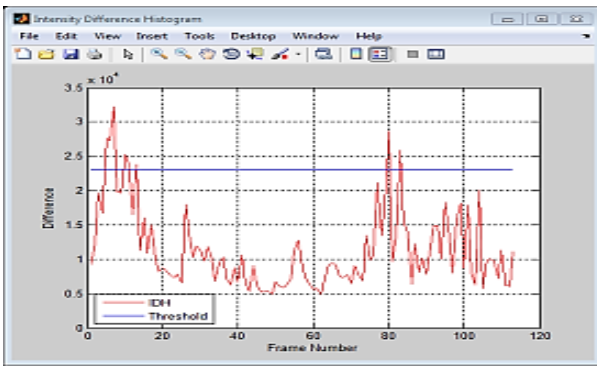 Intensity Difference Histogram
File Edit View Insert Tools Desktop Window Help
x 10^4
3.5
3
2.5
2
1.5
1
0.5
0
Difference
IDH
Threshold
0 20 40 60 80 100 120
Frame Number